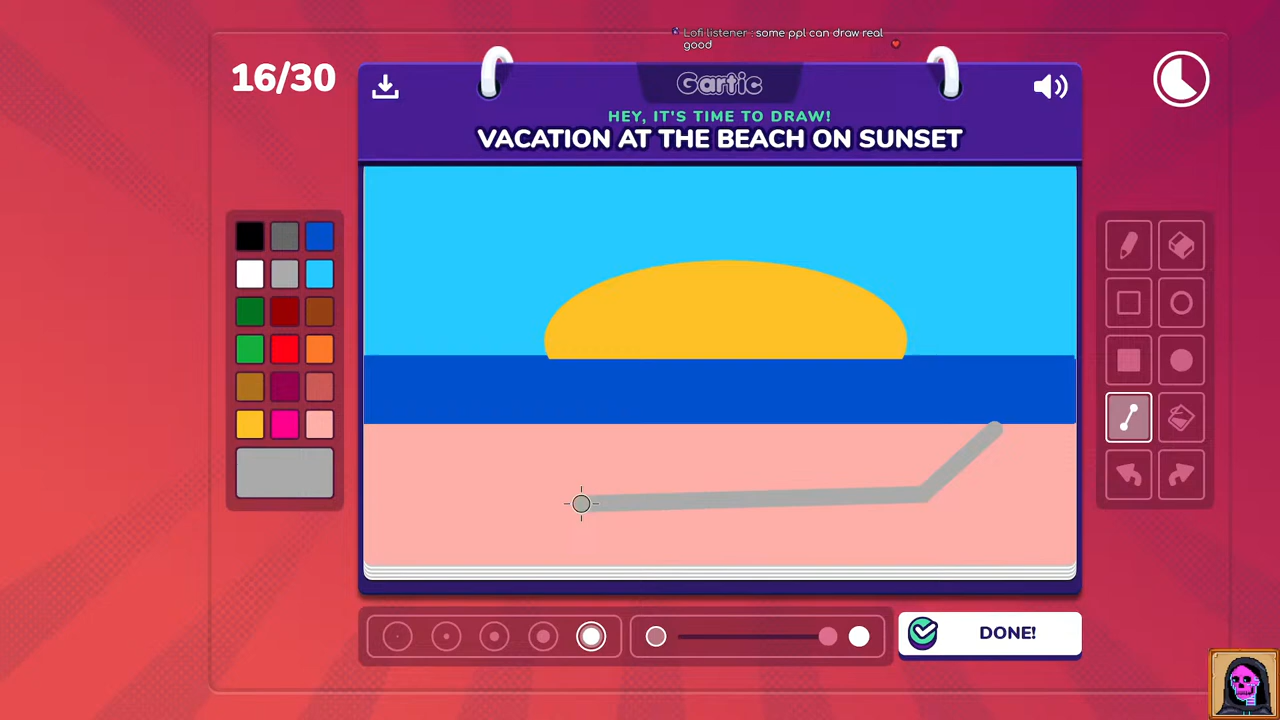 Lofi listener : some ppl can draw real
good
16/30
Gartic
HEY, IT'S TIME TO DRAW!
VACATION AT THE BEACH ON SUNSET
DONE!